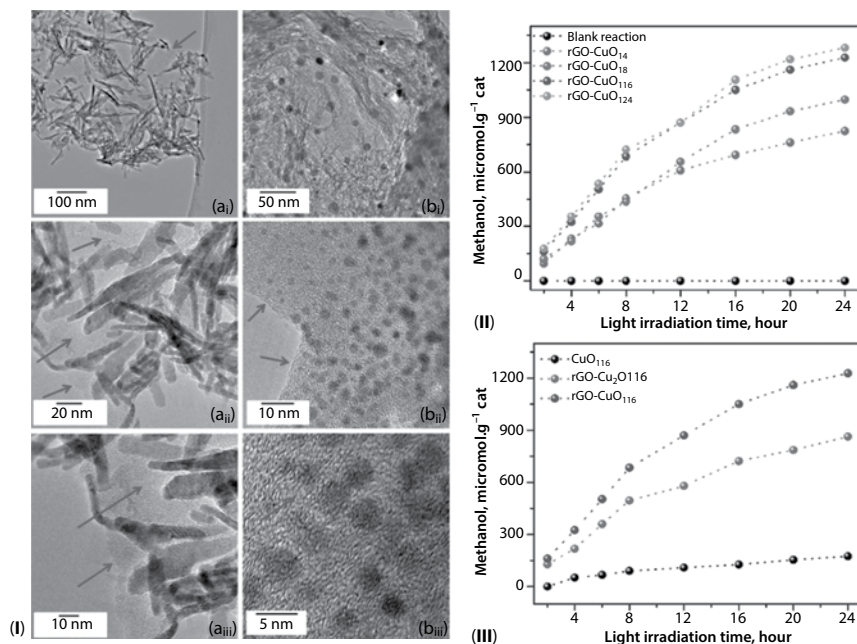 100 nm
(aᵢ)
50 nm
(bᵢ)
20 nm
(aᵢᵢ)
10 nm
(bᵢᵢ)
10 nm
(aᵢᵢᵢ)
5 nm
(bᵢᵢᵢ)
(I)
Methanol, micromol.g⁻¹ cat
1200
900
600
300
0
Blank reaction
rGO-CuO₁₄
rGO-CuO₁₈
rGO-CuO₁₁₆
rGO-CuO₁₂₄
4 8 12 16 20 24
Light irradiation time, hour
(II)
Methanol, micromol.g⁻¹ cat
1200
900
600
300
0
CuO₁₁₆
rGO-Cu₂O116
rGO-CuO₁₁₆
4 8 12 16 20 24
Light irradiation time, hour
(III)